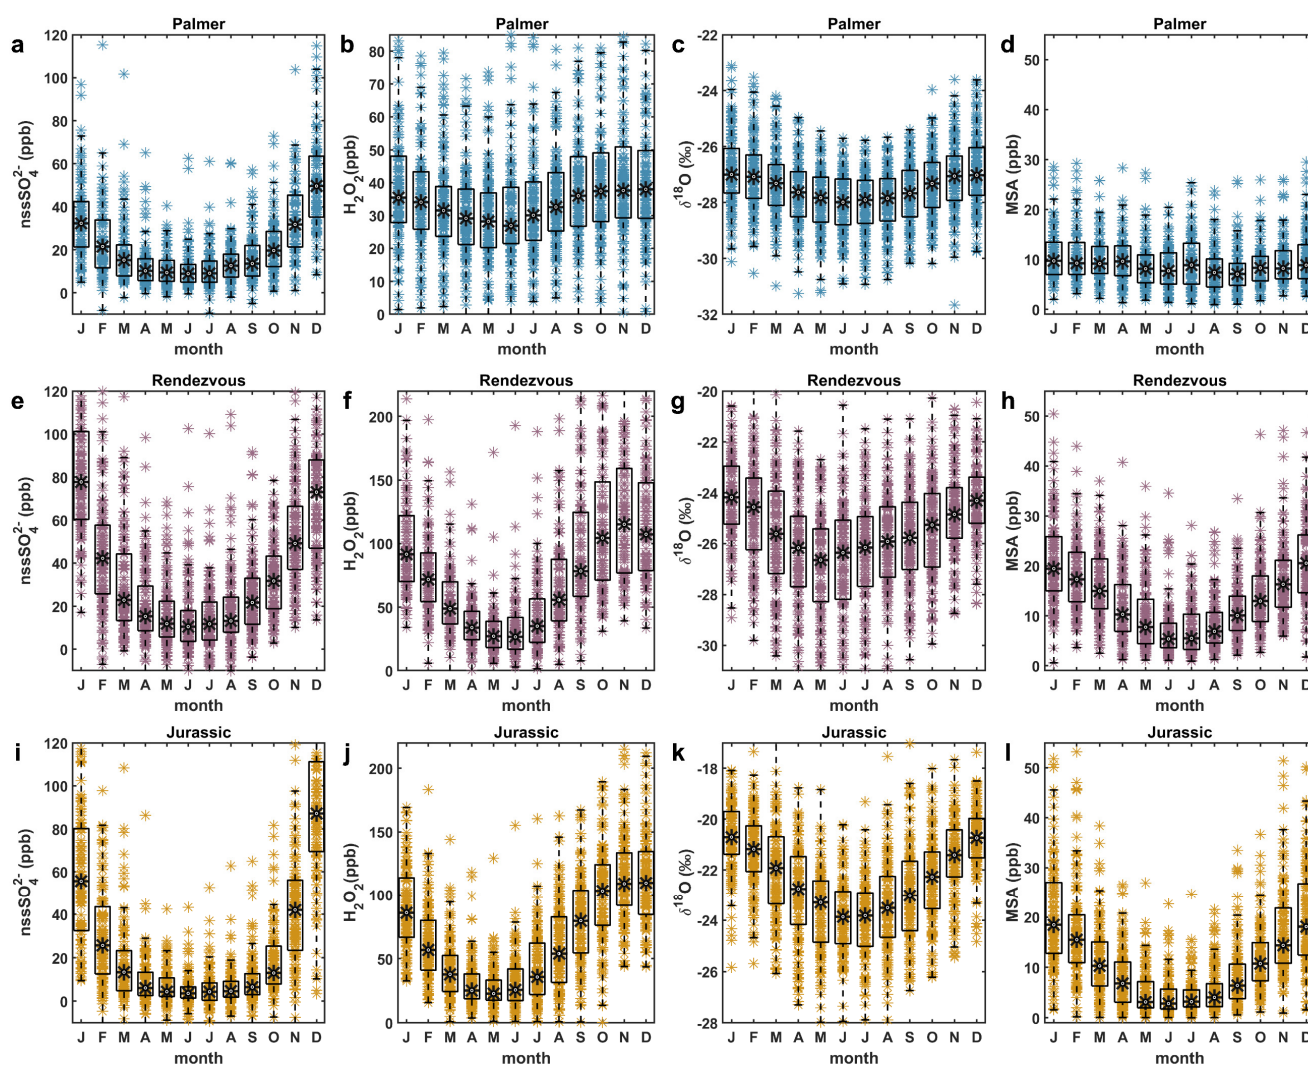 Palmer
a
nssSO₄²⁻ (ppb)
120
100
80
60
40
20
0
J F M A M J J A S O N D
month
Palmer
b
H₂O₂(ppb)
80
70
60
50
40
30
20
10
0
J F M A M J J A S O N D
month
Palmer
c
δ¹⁸O (‰)
-22
-24
-26
-28
-30
-32
J F M A M J J A S O N D
month
Palmer
d
MSA (ppb)
50
40
30
20
10
0
J F M A M J J A S O N D
month
Rendezvous
e
nssSO₄²⁻ (ppb)
120
100
80
60
40
20
0
J F M A M J J A S O N D
month
Rendezvous
f
H₂O₂(ppb)
200
150
100
50
0
J F M A M J J A S O N D
month
Rendezvous
g
δ¹⁸O (‰)
-20
-22
-24
-26
-28
-30
J F M A M J J A S O N D
month
Rendezvous
h
MSA (ppb)
50
40
30
20
10
0
J F M A M J J A S O N D
month
Jurassic
i
nssSO₄²⁻ (ppb)
120
100
80
60
40
20
0
J F M A M J J A S O N D
month
Jurassic
j
H₂O₂(ppb)
200
150
100
50
0
J F M A M J J A S O N D
month
Jurassic
k
δ¹⁸O (‰)
-18
-20
-22
-24
-26
-28
J F M A M J J A S O N D
month
Jurassic
l
MSA (ppb)
50
40
30
20
10
0
J F M A M J J A S O N D
month